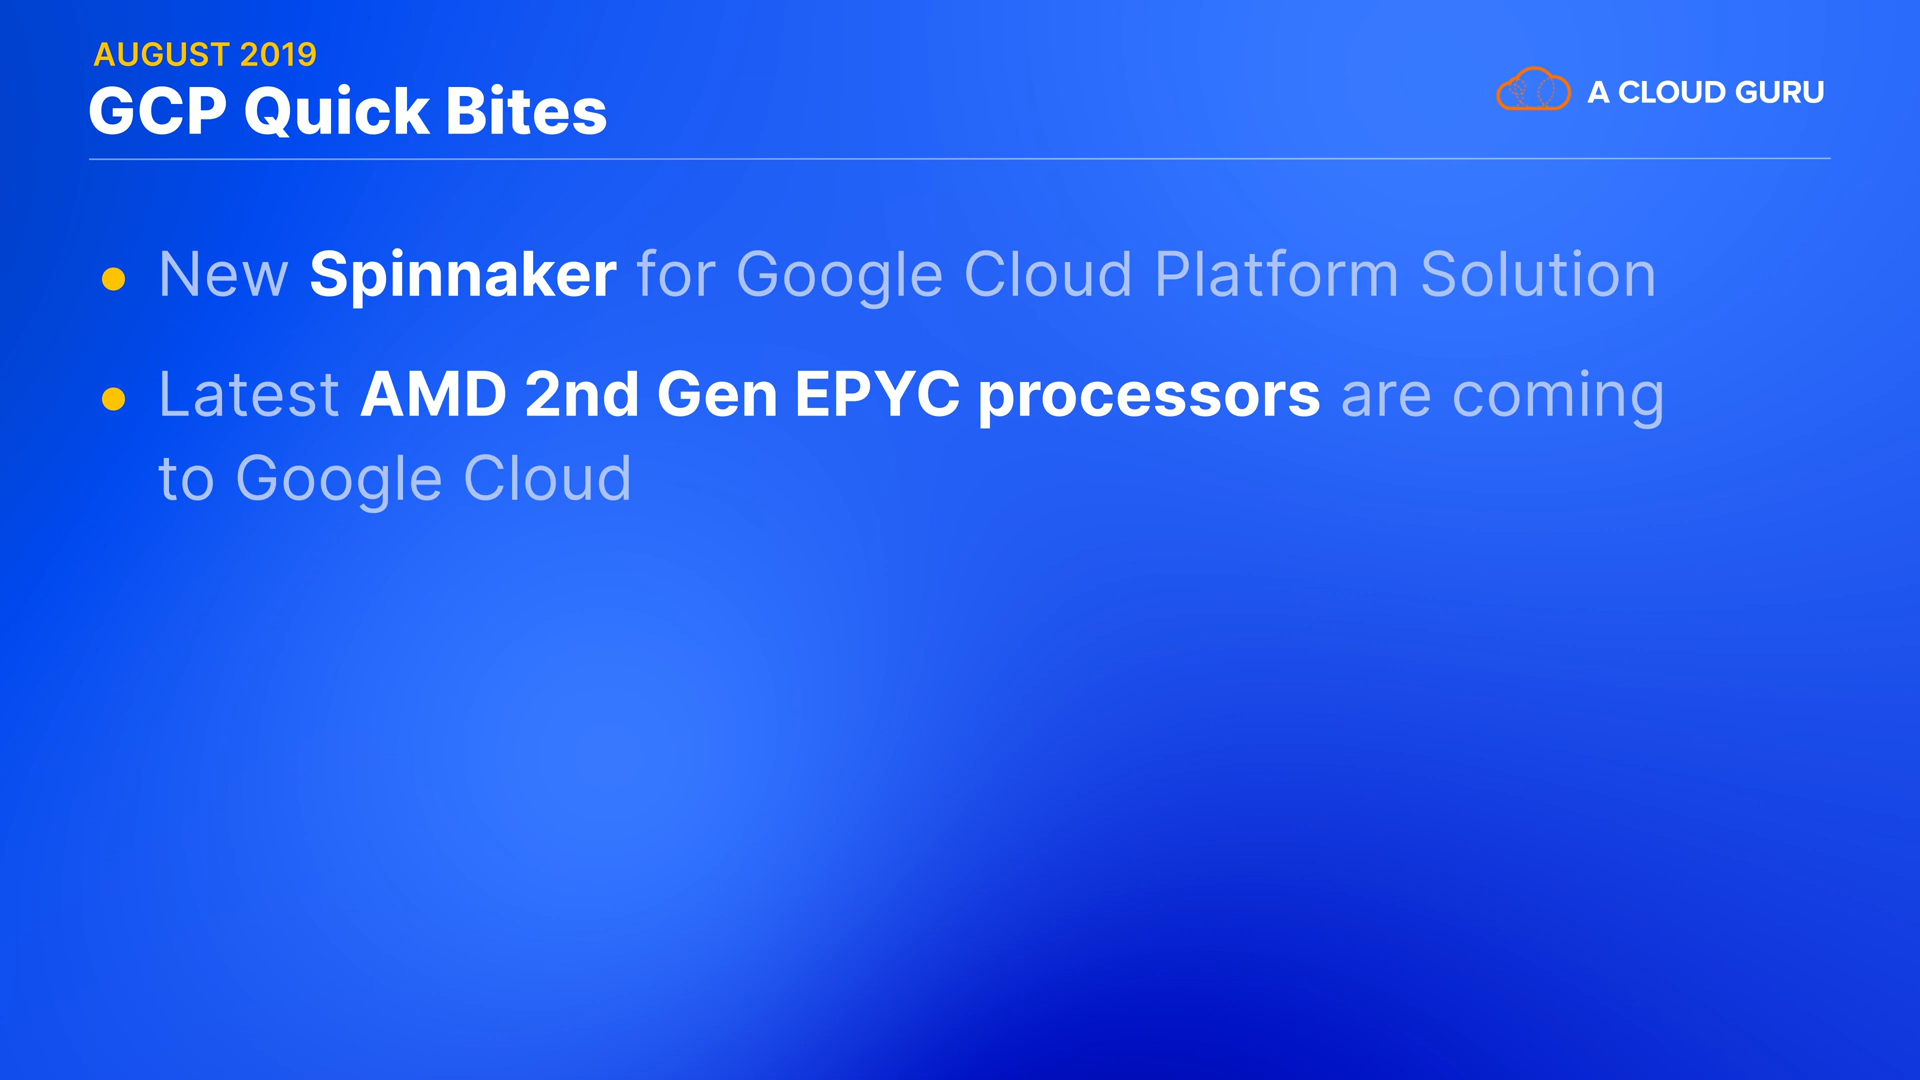 AUGUST 2019
GCP Quick Bites
A CLOUD GURU
New Spinnaker for Google Cloud Platform Solution
Latest AMD 2nd Gen EPYC processors are coming
to Google Cloud